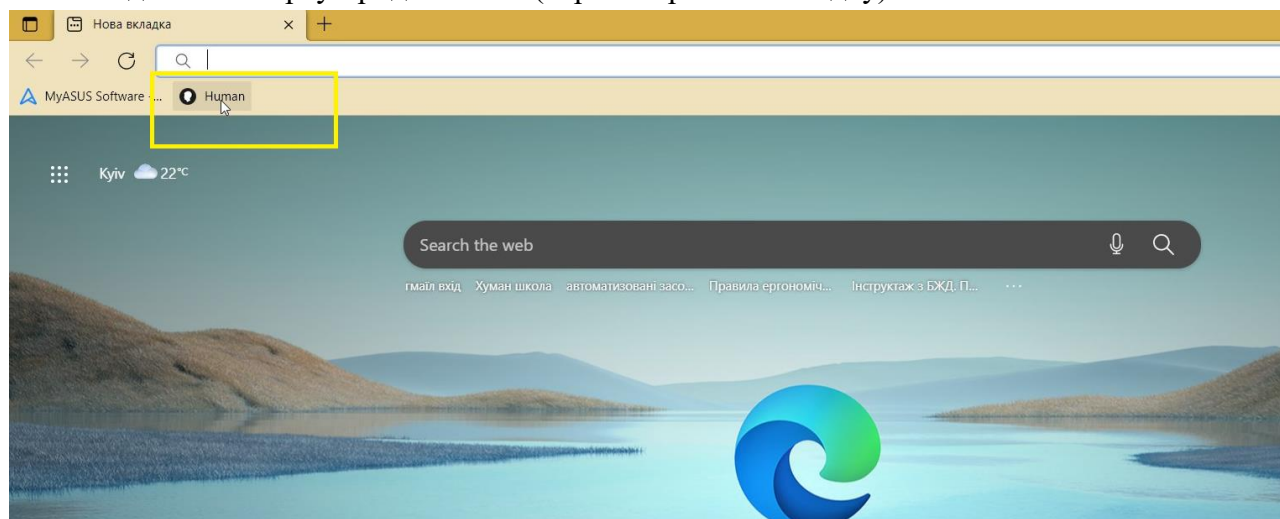 Нова вкладка
MyASUS Software -... Human
Kyiv 22°C
Search the web
гмаіл вхід Хуман школа автоматизовані засо... Правила ергономіч... Інструктаж з БЖД. П... ...